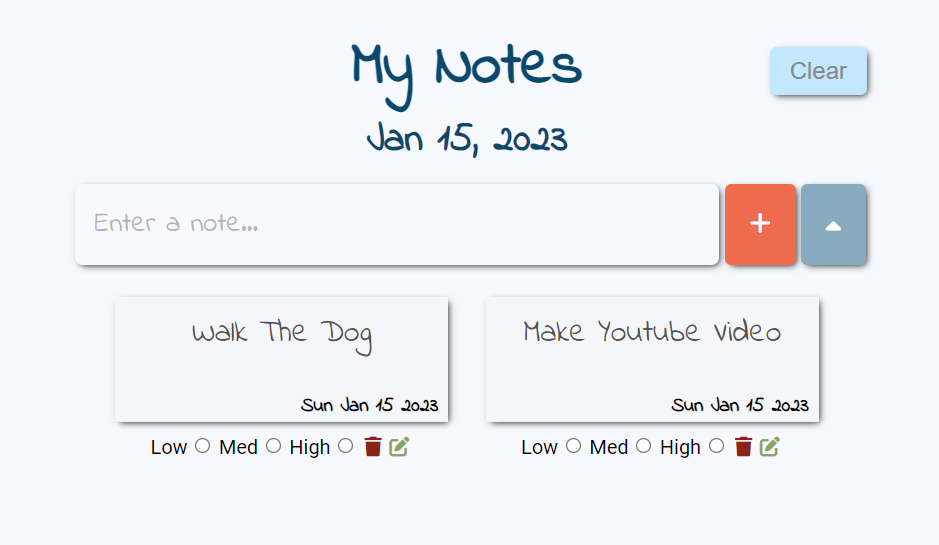 My Notes
Clear
Jan 15, 2023
Enter a note...
Walk The Dog
Sun Jan 15 2023
Low Med High
Make Youtube Video
Sun Jan 15 2023
Low Med High